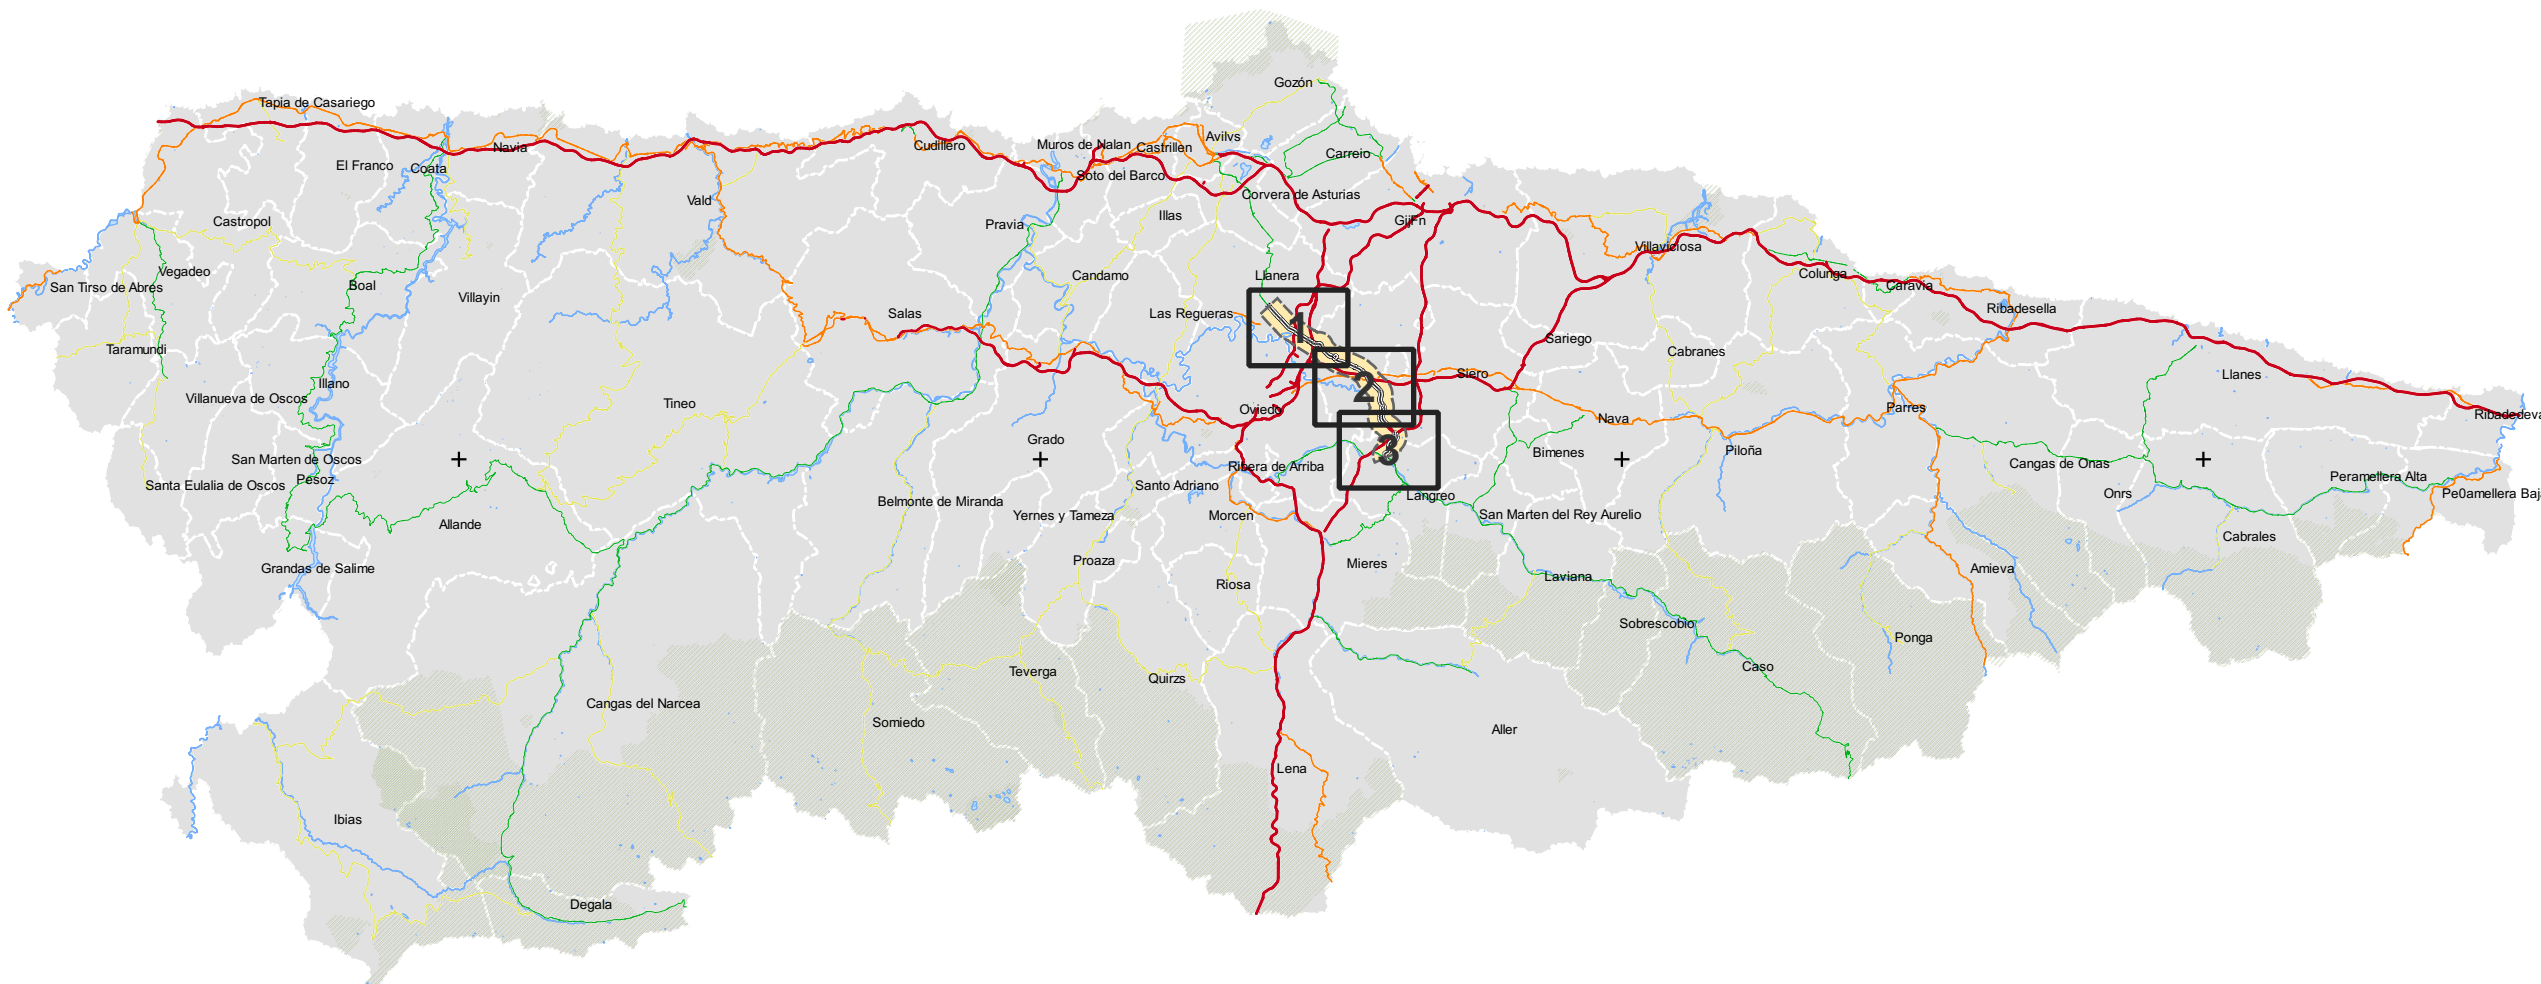 Gozón
Tapia de Casariego
Avilvs
Navia
Cudillero
Muros de Nalan
Castrillen
Carreio
El Franco
Coata
Soto del Barco
Vald
Corvera de Asturias
Castropol
Pravia
Illas
GijFn
Villaviciosa
Vegadeo
San Tirso de Abres
Boal
Villayin
Candamo
Llanera
Colunga
Caravia
Salas
Las Regueras
1
Ribadesella
Taramundi
Sariego
Cabranes
Illano
Villanueva de Oscos
Tineo
2
Siero
Llanes
Oviedo
Nava
Parres
Ribadedeva
Grado
3
San Marten de Oscos
Pesoz
Ribera de Arriba
Bimenes
Piloña
Cangas de Onas
Santa Eulalia de Oscos
Santo Adriano
Peramellera Alta
Belmonte de Miranda
Langreo
Onrs
Pe0amellera Baj
Allande
Yernes y Tameza
Morcen
San Marten del Rey Aurelio
Cabrales
Grandas de Salime
Proaza
Mieres
Amieva
Riosa
Laviana
Sobrescobio
Ponga
Teverga
Quirzs
Caso
Cangas del Narcea
Somiedo
Aller
Lena
Ibias
Degala